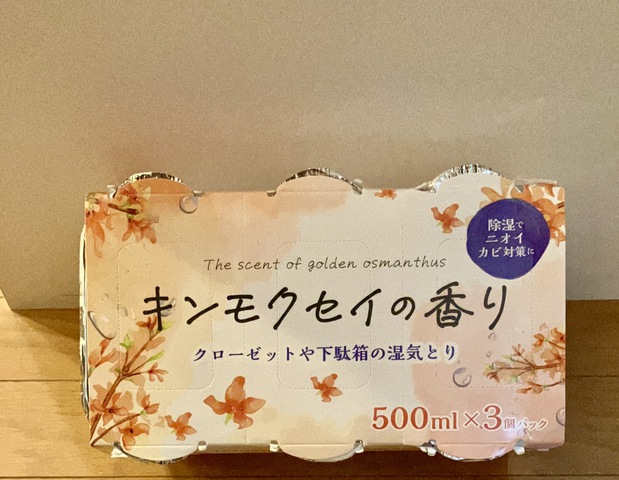 除湿で
ニオイ
カビ対策に
The scent of golden osmanthus
キンモクセイの香り
クローゼットや下駄箱の湿気とり
500ml×3個パック